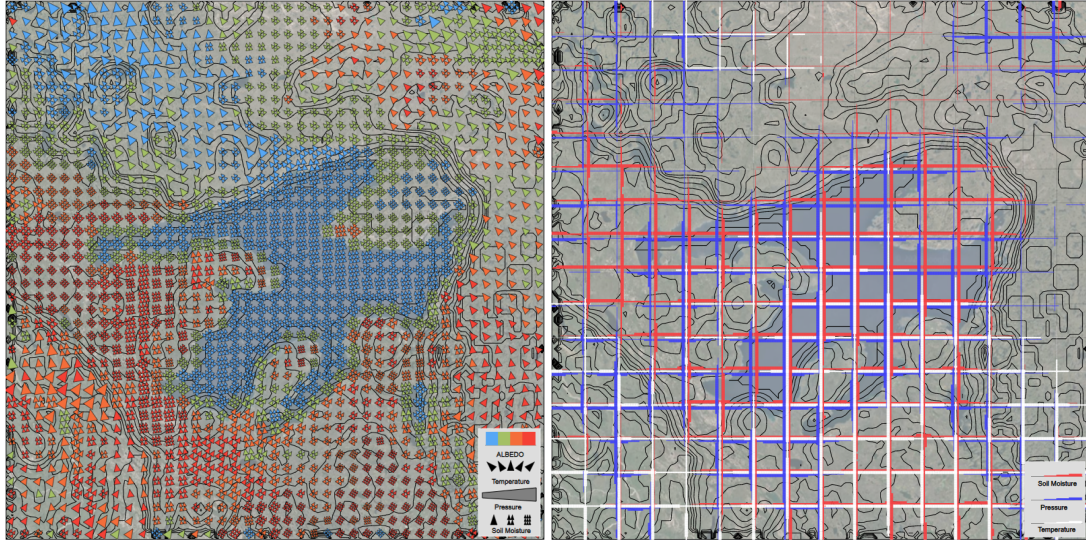 ALBEDO
Temperature
Pressure
Soil Moisture
Soil Moisture
Pressure
Temperature